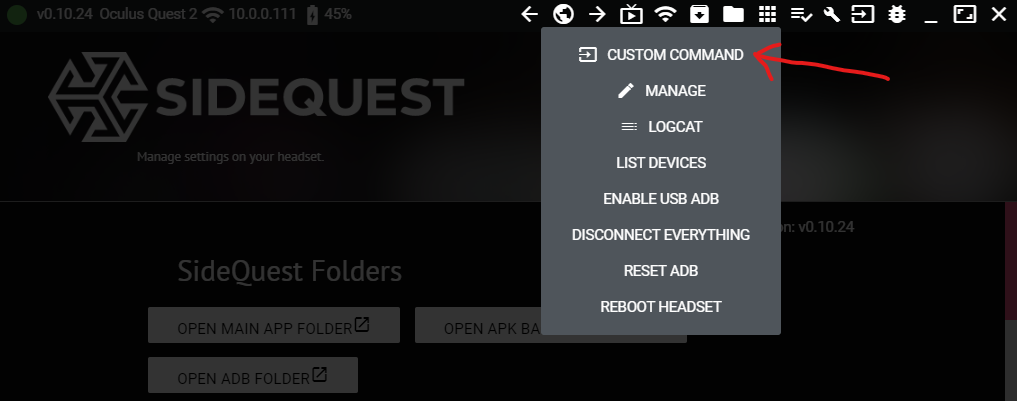 v0.10.24 Oculus Quest 2 10.0.0.111 45%
SIDEQUEST
Manage settings on your headset.
CUSTOM COMMAND
MANAGE
LOGCAT
LIST DEVICES
ENABLE USB ADB
DISCONNECT EVERYTHING
RESET ADB
REBOOT HEADSET
on: v0.10.24
SideQuest Folders
OPEN MAIN APP FOLDER
OPEN APK BA
OPEN ADB FOLDER